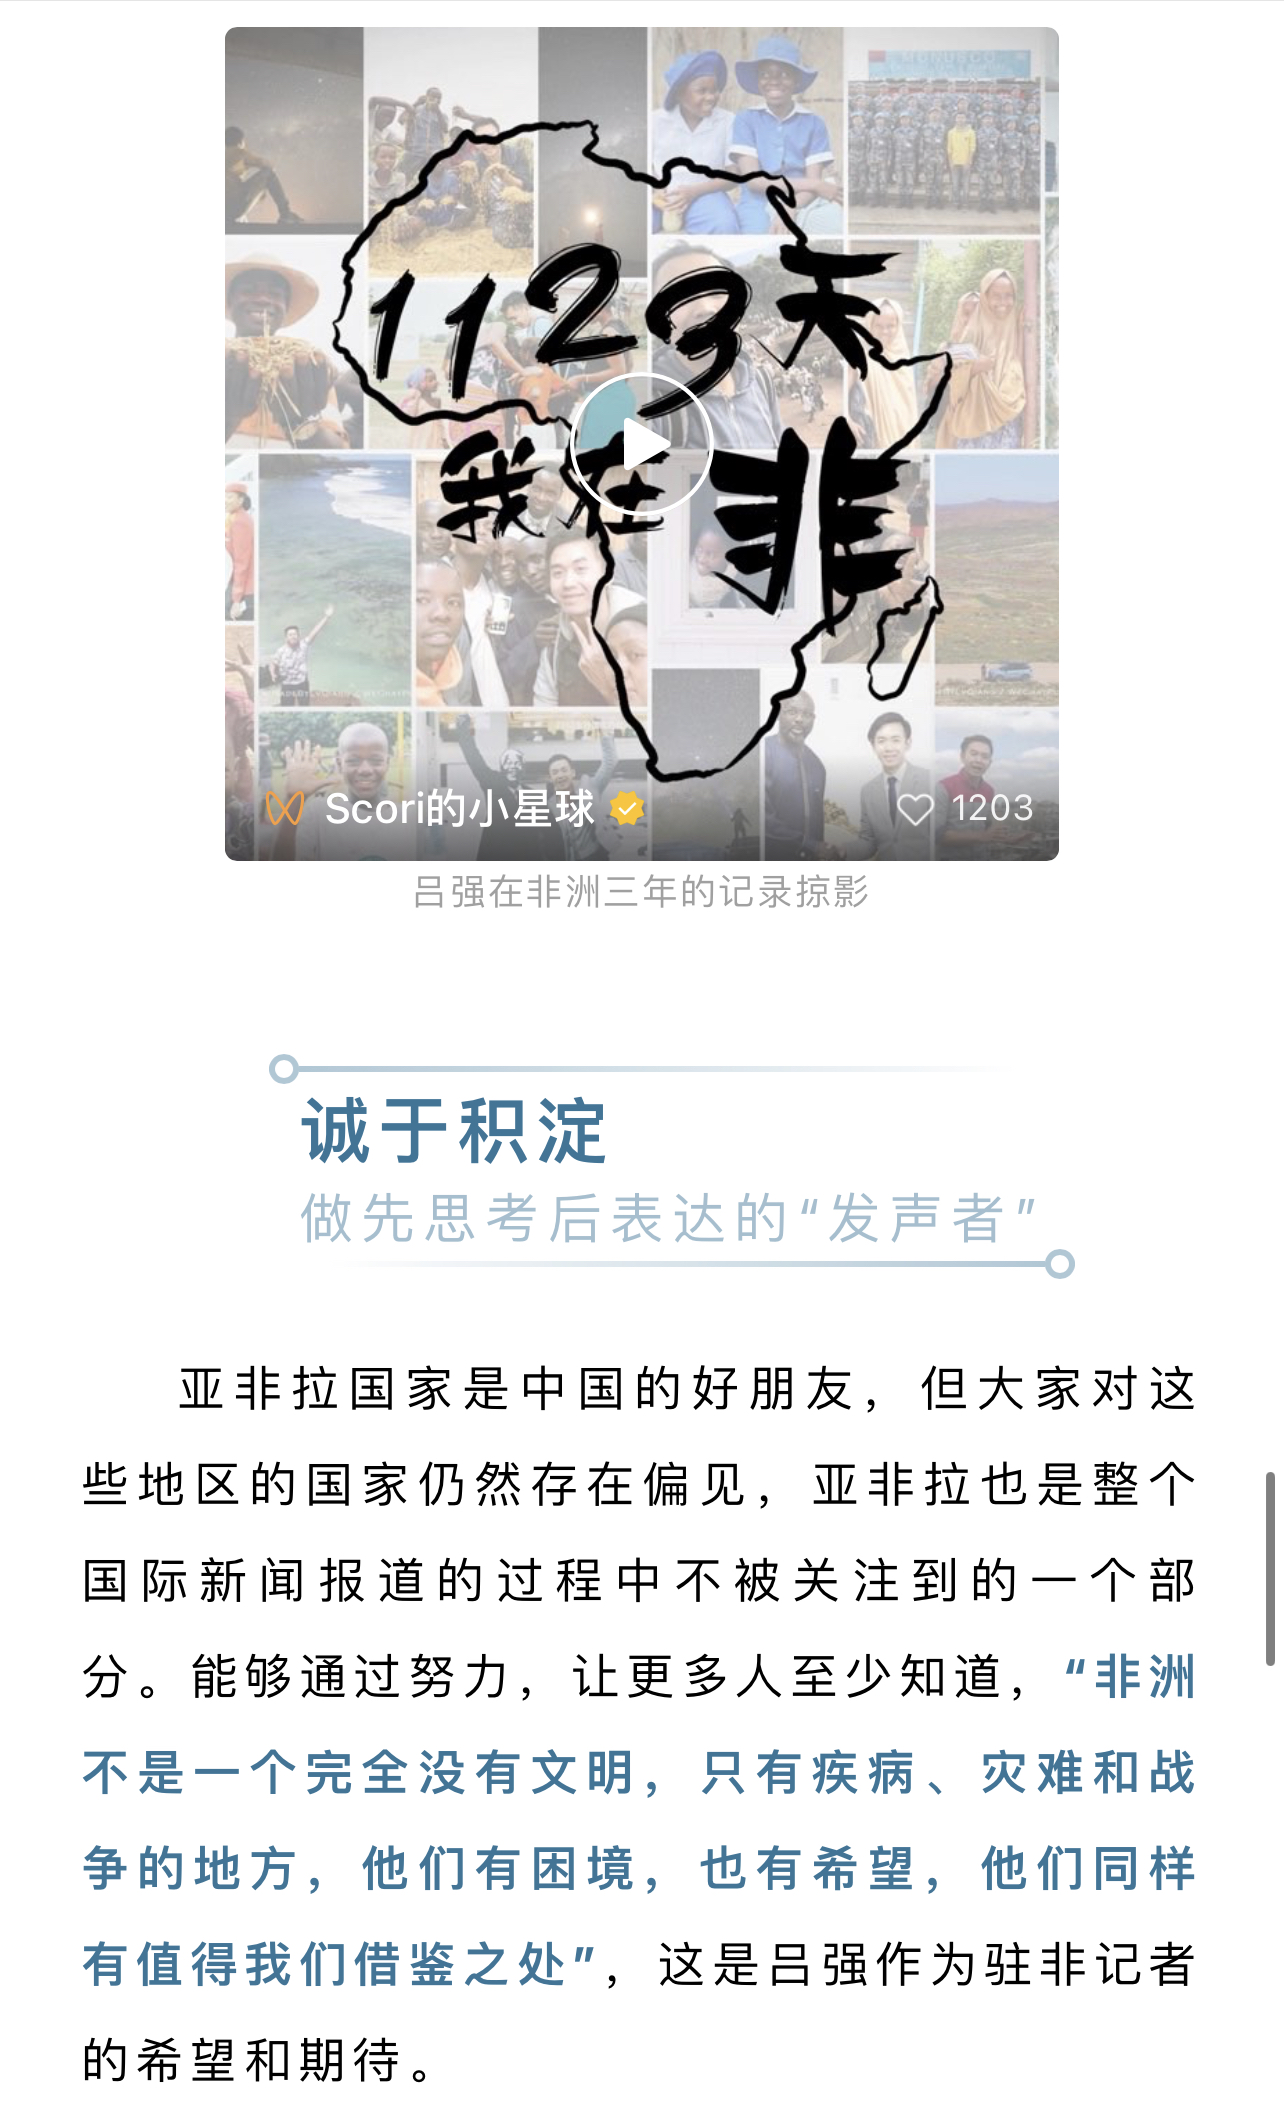 1123天
我在非
Scori的小星球
1203
吕强在非洲三年的记录掠影
诚于积淀
做先思考后表达的“发声者”
亚非拉国家是中国的好朋友，但大家对这
些地区的国家仍然存在偏见，亚非拉也是整个
国际新闻报道的过程中不被关注到的一个部
分。能够通过努力，让更多人至少知道，“非洲
不是一个完全没有文明，只有疾病、灾难和战
争的地方，他们有困境，也有希望，他们同样
有值得我们借鉴之处”，这是吕强作为驻非记者
的希望和期待。